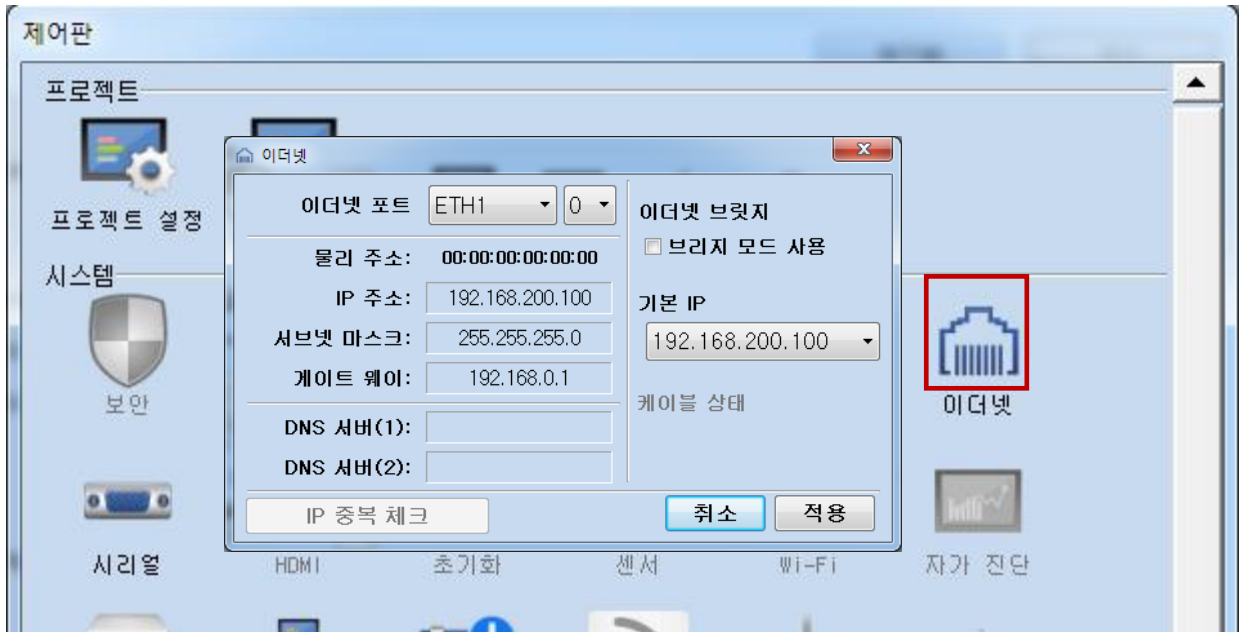 제어판
프로젝트
프로젝트 설정
시스템
보안
이더넷
시리얼
HDMI
초기화
센서
Wi-Fi
자가 진단
이더넷
이더넷 포트 ETH1 0
물리 주소: 00:00:00:00:00:00
IP 주소: 192.168.200.100
서브넷 마스크: 255.255.255.0
게이트 웨이: 192.168.0.1
DNS 서버(1):
DNS 서버(2):
IP 중복 체크
이더넷 브릿지
브리지 모드 사용
기본 IP
192.168.200.100
케이블 상태
취소
적용